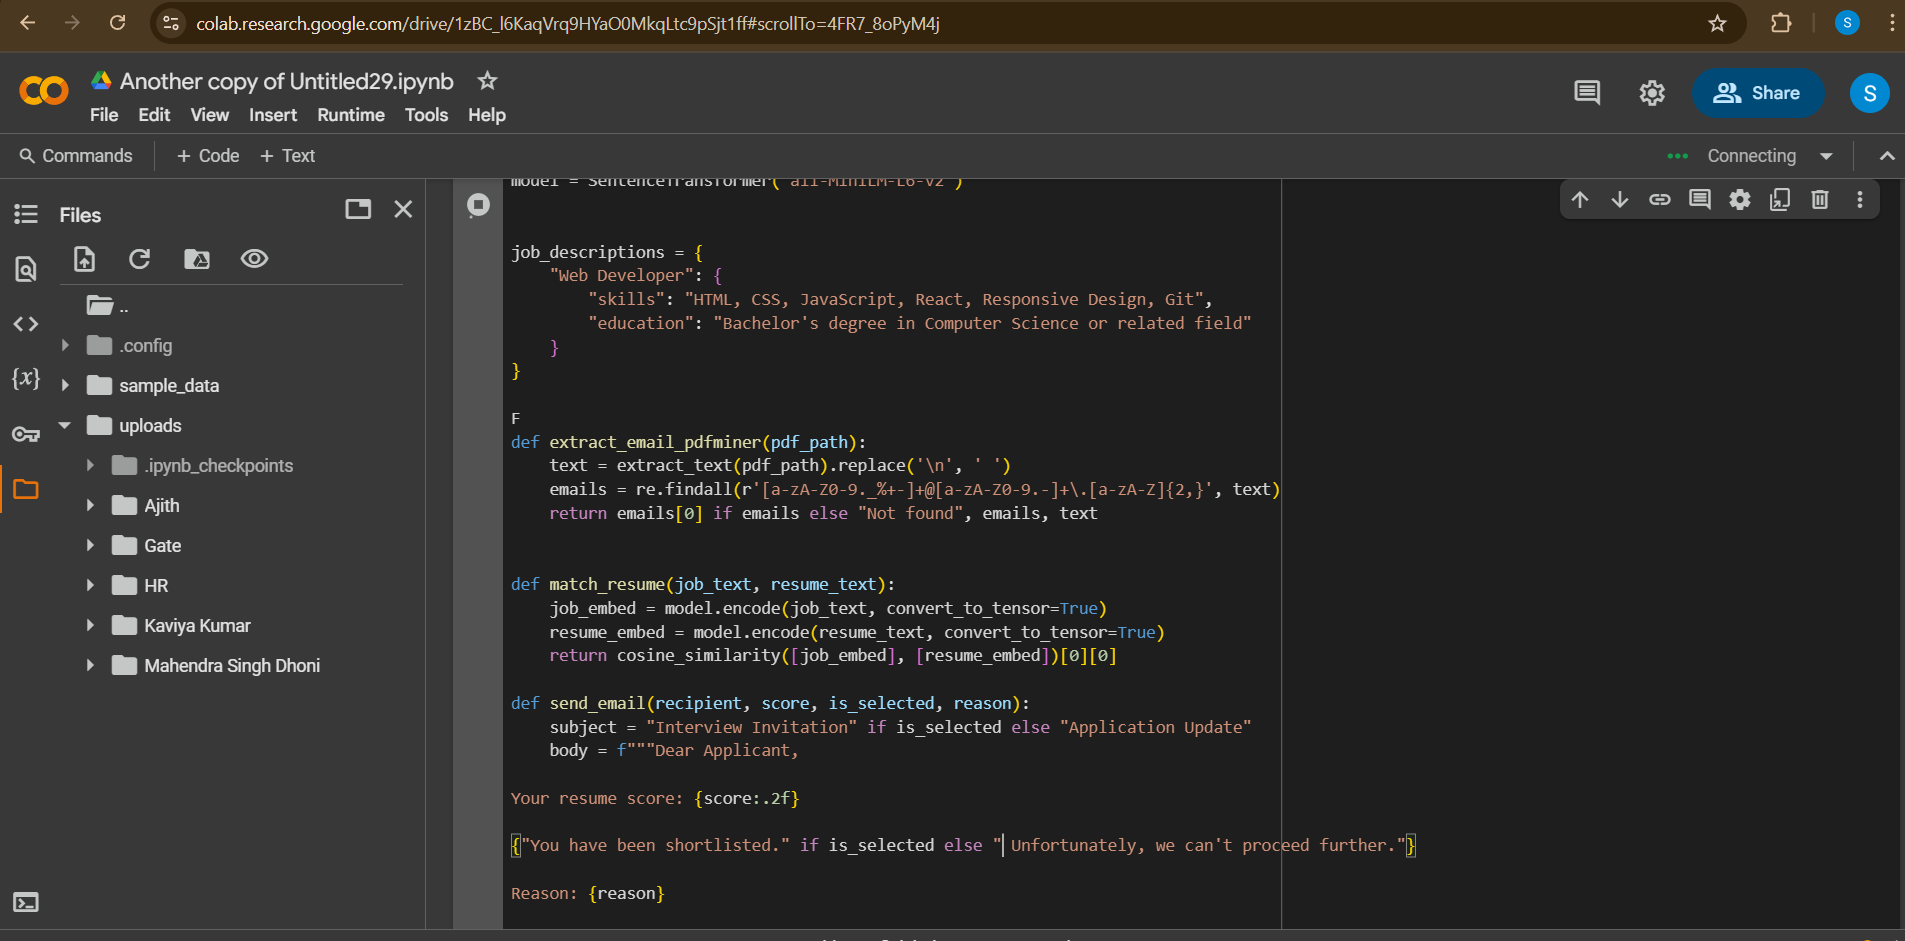 colab.research.google.com/drive/1zBC_l6KaqVrq9HYaO0MkqLtc9pSjt1ff#scrollTo=4FR7_8oPyM4j
S
Another copy of Untitled29.ipynb
File Edit View Insert Runtime Tools Help
Share
S
Commands
+ Code + Text
Connecting
Files
..
.config
sample_data
uploads
.ipynb_checkpoints
Ajith
Gate
HR
Kaviya Kumar
Mahendra Singh Dhoni
model = SentenceTransformer('all-MiniLM-L6-v2')
job_descriptions = {
    "Web Developer": {
        "skills": "HTML, CSS, JavaScript, React, Responsive Design, Git",
        "education": "Bachelor's degree in Computer Science or related field"
    }
}
F
def extract_email_pdfminer(pdf_path):
    text = extract_text(pdf_path).replace('\n', ' ')
    emails = re.findall(r'[a-zA-Z0-9._%+-]+@[a-zA-Z0-9.-]+\.[a-zA-Z]{2,}', text)
    return emails[0] if emails else "Not found", emails, text
def match_resume(job_text, resume_text):
    job_embed = model.encode(job_text, convert_to_tensor=True)
    resume_embed = model.encode(resume_text, convert_to_tensor=True)
    return cosine_similarity([job_embed], [resume_embed])[0][0]
def send_email(recipient, score, is_selected, reason):
    subject = "Interview Invitation" if is_selected else "Application Update"
    body = f"""Dear Applicant,
Your resume score: {score:.2f}
{"You have been shortlisted." if is_selected else " Unfortunately, we can't proceed further."}
Reason: {reason}